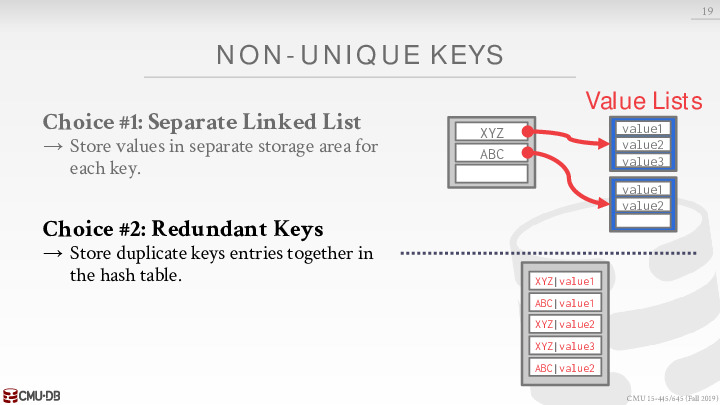 19
NON-UNIQUE KEYS
Choice #1: Separate Linked List
→ Store values in separate storage area for
each key.
Choice #2: Redundant Keys
→ Store duplicate keys entries together in
the hash table.
Value Lists
XYZ
ABC
value1
value2
value3
value1
value2
XYZ|value1
ABC|value1
XYZ|value2
XYZ|value3
ABC|value2
CMU·DB
CMU 15-445/645 (Fall 2019)